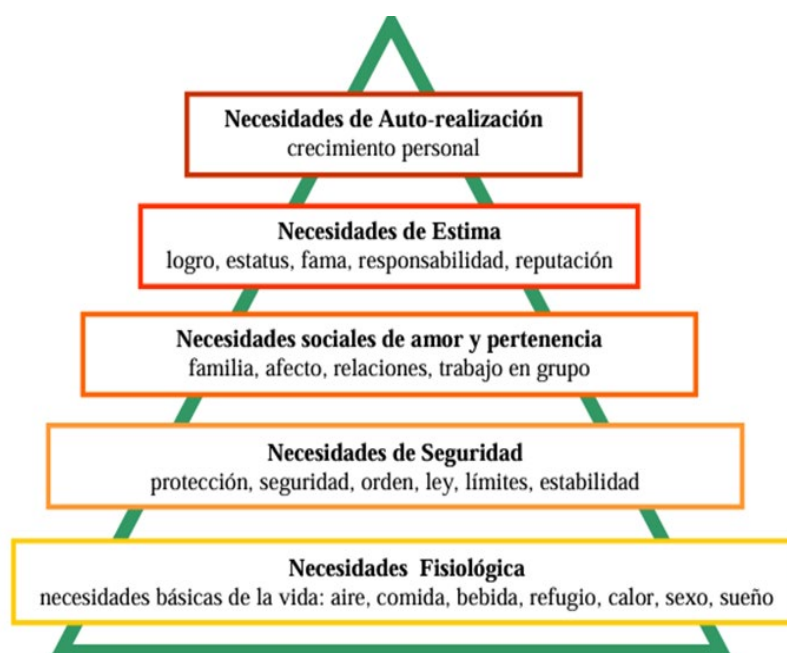 Necesidades de Auto-realización
crecimiento personal
Necesidades de Estima
logro, estatus, fama, responsabilidad, reputación
Necesidades sociales de amor y pertenencia
familia, afecto, relaciones, trabajo en grupo
Necesidades de Seguridad
protección, seguridad, orden, ley, límites, estabilidad
Necesidades Fisiológica
necesidades básicas de la vida: aire, comida, bebida, refugio, calor, sexo, sueño